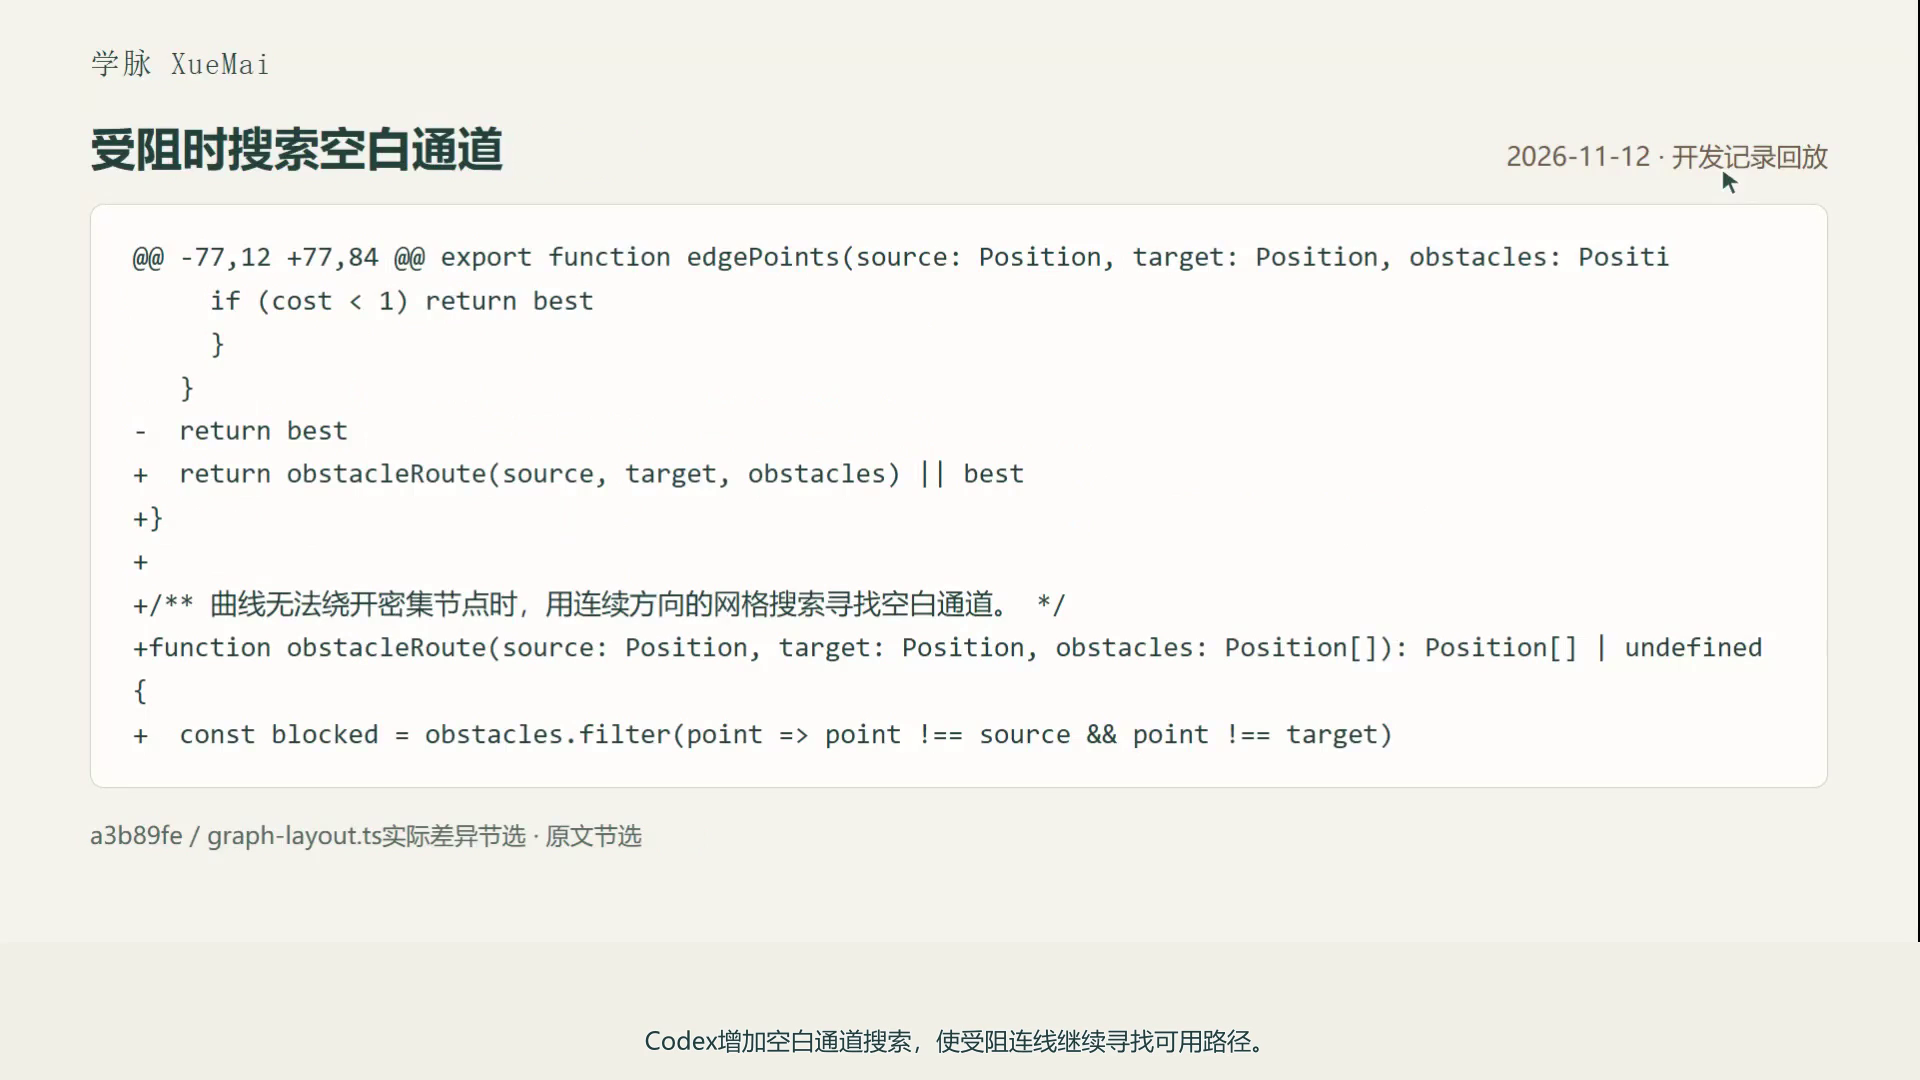 学脉 XueMai
受阻时搜索空白通道
2026-11-12 · 开发记录回放
@@ -77,12 +77,84 @@ export function edgePoints(source: Position, target: Position, obstacles: Positi
     if (cost < 1) return best
     }
   }
-  return best
+  return obstacleRoute(source, target, obstacles) || best
+}
+
+/** 曲线无法绕开密集节点时，用连续方向的网格搜索寻找空白通道。 */
+function obstacleRoute(source: Position, target: Position, obstacles: Position[]): Position[] | undefined
{
+  const blocked = obstacles.filter(point => point !== source && point !== target)
a3b89fe / graph-layout.ts实际差异节选 · 原文节选
Codex增加空白通道搜索，使受阻连线继续寻找可用路径。